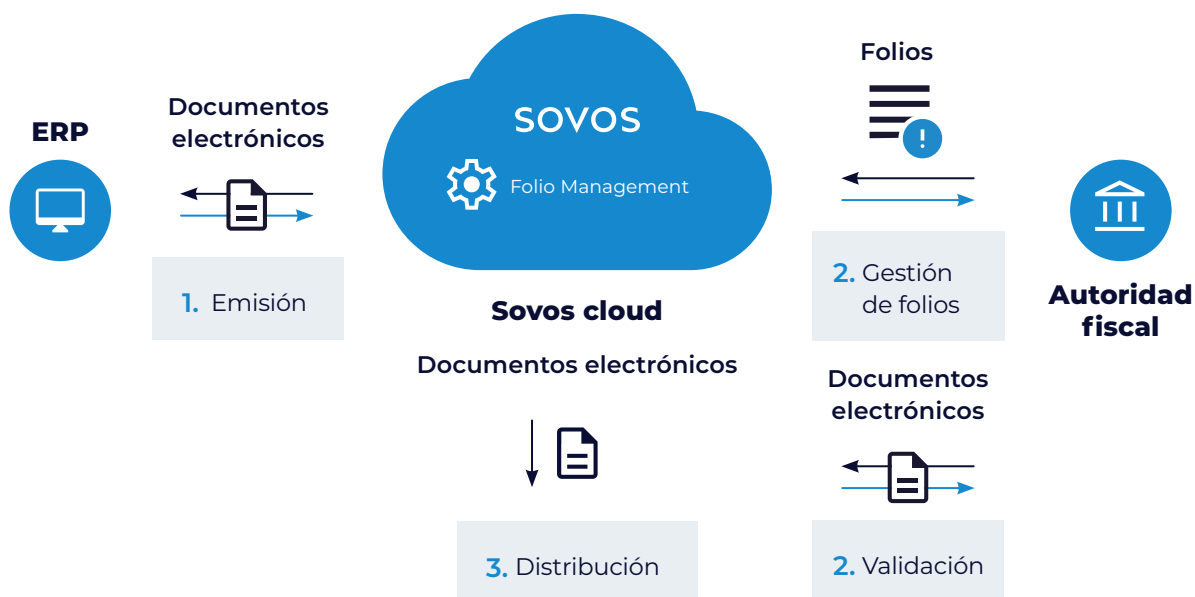 ERP
Documentos
electrónicos
1. Emisión
SOVOS
Folio Management
Sovos cloud
Documentos electrónicos
3. Distribución
Folios
!
2. Gestión
de folios
Documentos
electrónicos
2. Validación
Autoridad
fiscal